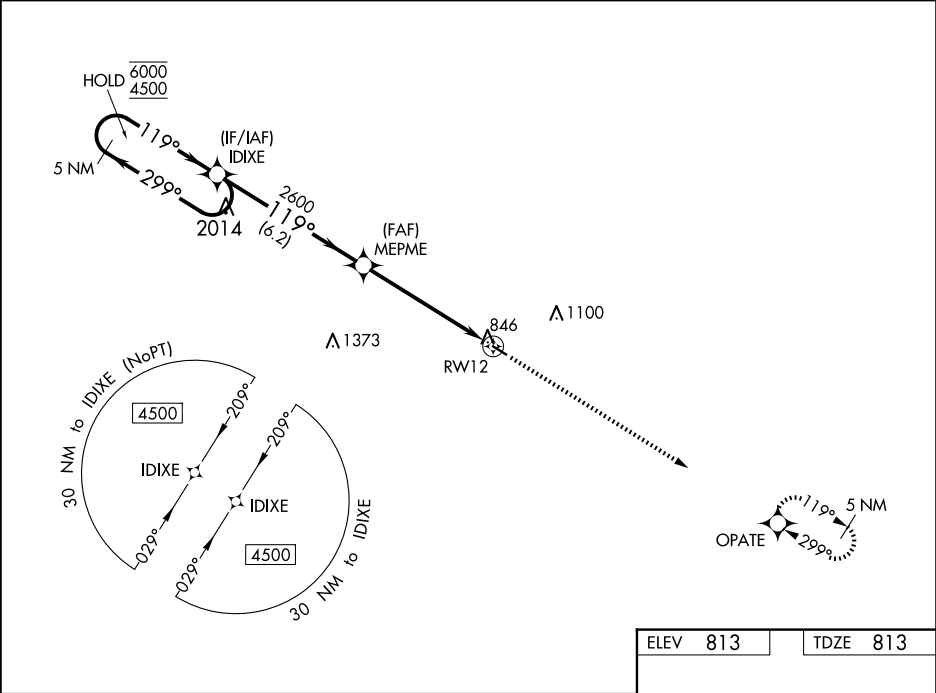 HOLD 6000
4500
119°
5 NM
299°
(IF/IAF)
IDIXE
2014
2600
119°
(6.2)
(FAF)
MEPME
1373
846
1100
RW12
30 NM to IDIXE (NoPT)
4500
209°
IDIXE
029°
209°
IDIXE
4500
029°
30 NM to IDIXE
119°
5 NM
OPATE
299°
ELEV 813
TDZE 813